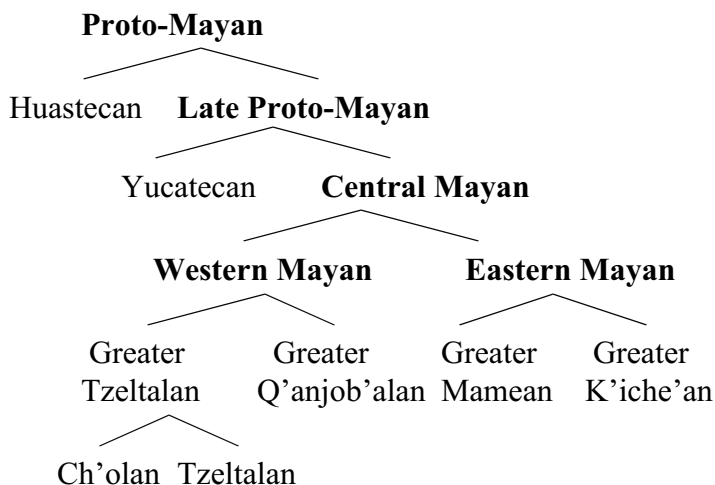 Proto-Mayan
Huastecan Late Proto-Mayan
Yucatecan Central Mayan
Western Mayan Eastern Mayan
Greater Greater Greater Greater
Tzeltalan Q’anjob’alan Mamean K’iche’an
Ch’olan Tzeltalan